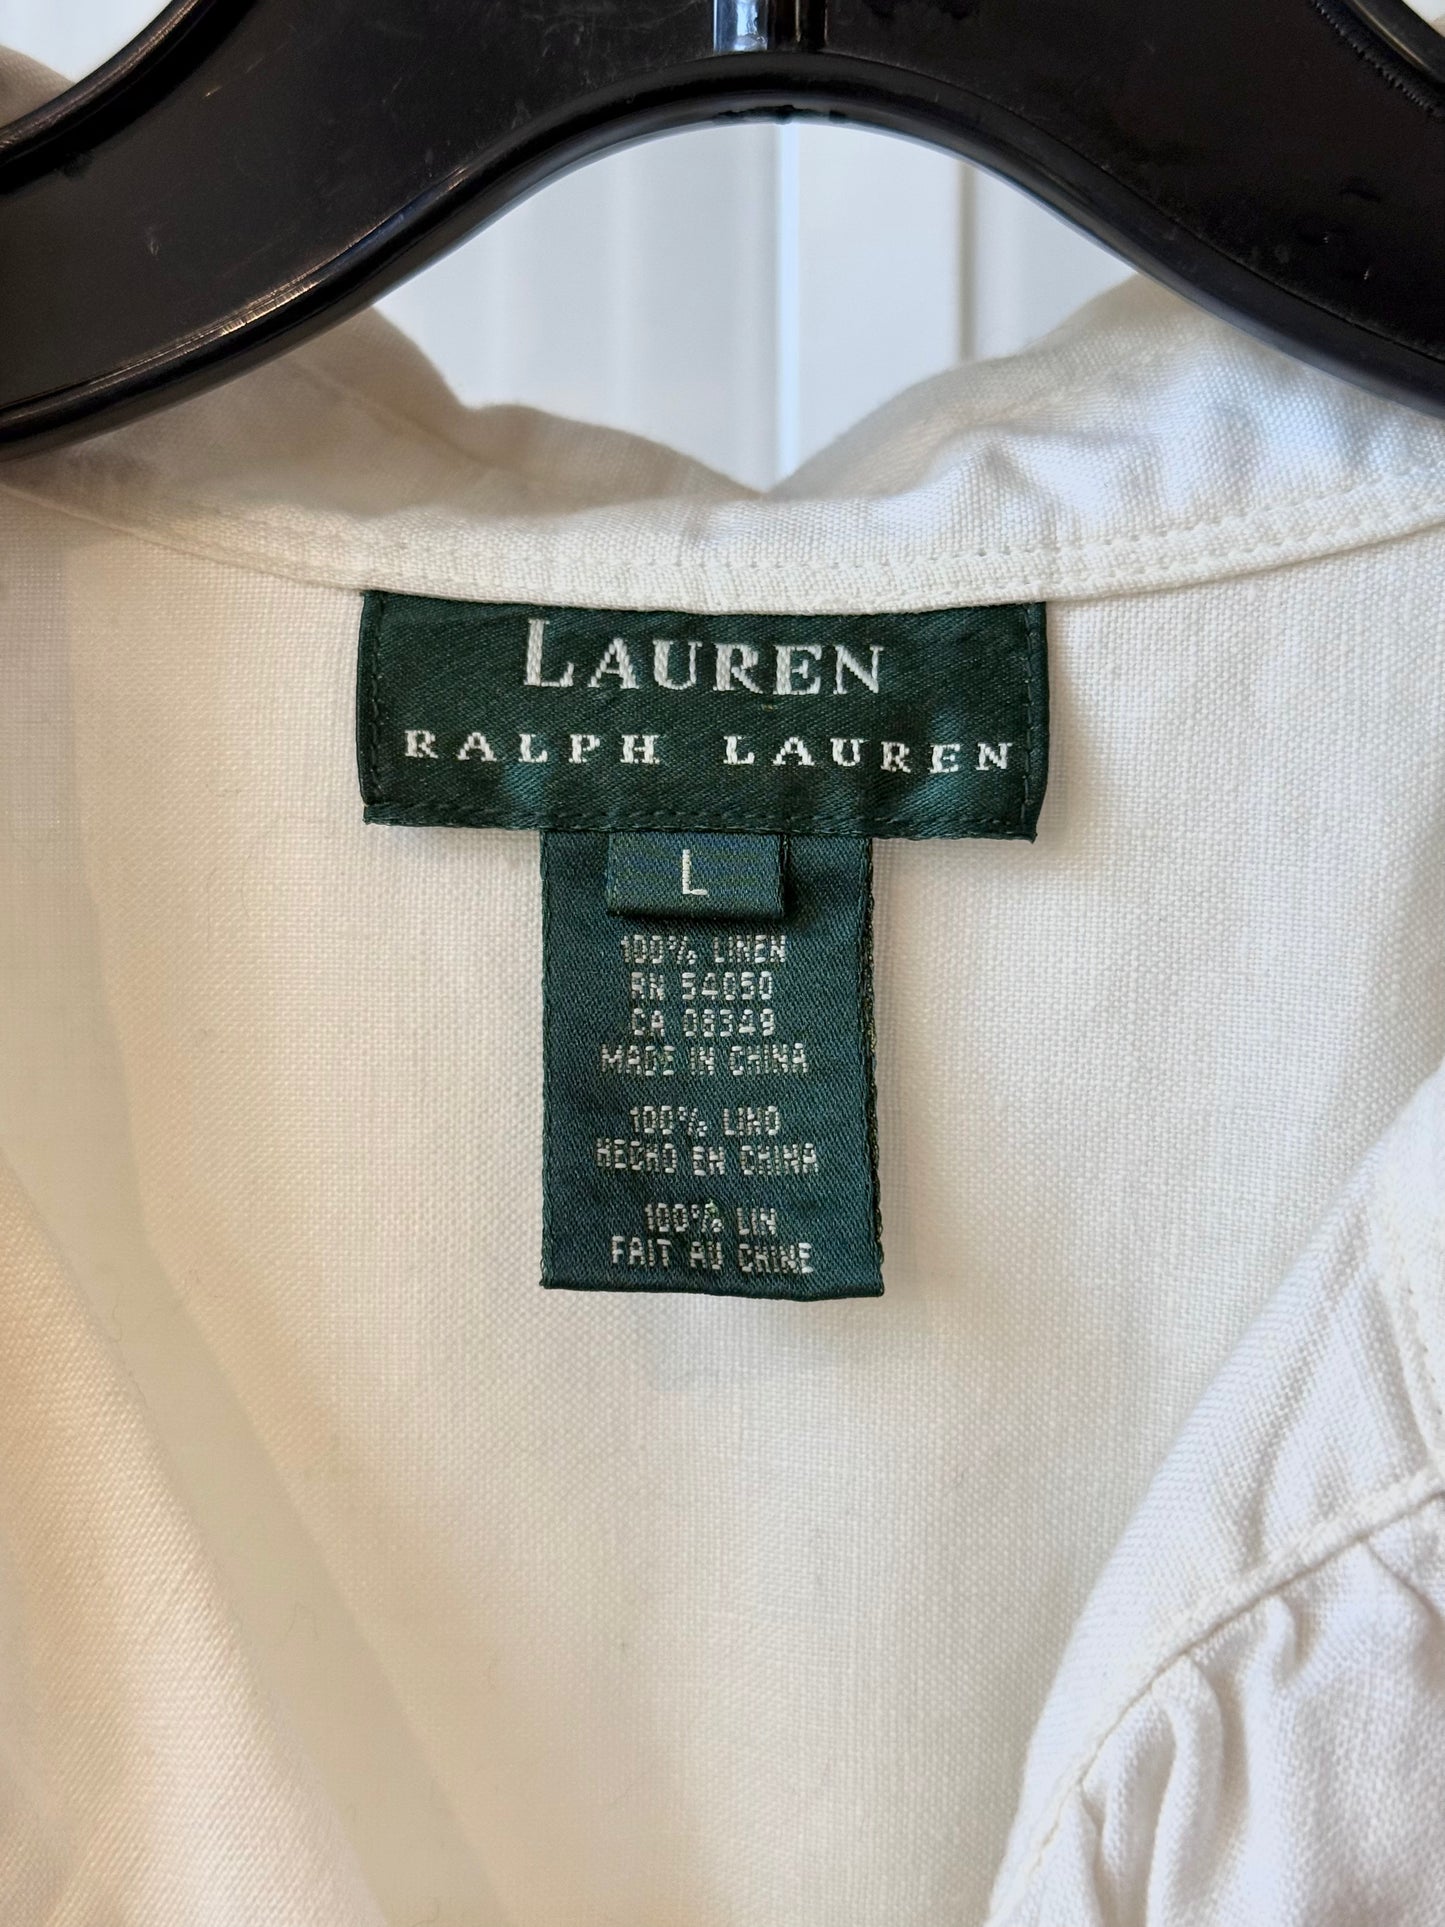 LAUREN
RALPH LAUREN
L
100% LINEN
RN 54050
CA 08349
MADE IN CHINA
100% LINO
HECHO EN CHINA
100% LIN
FAIT AU CHINE